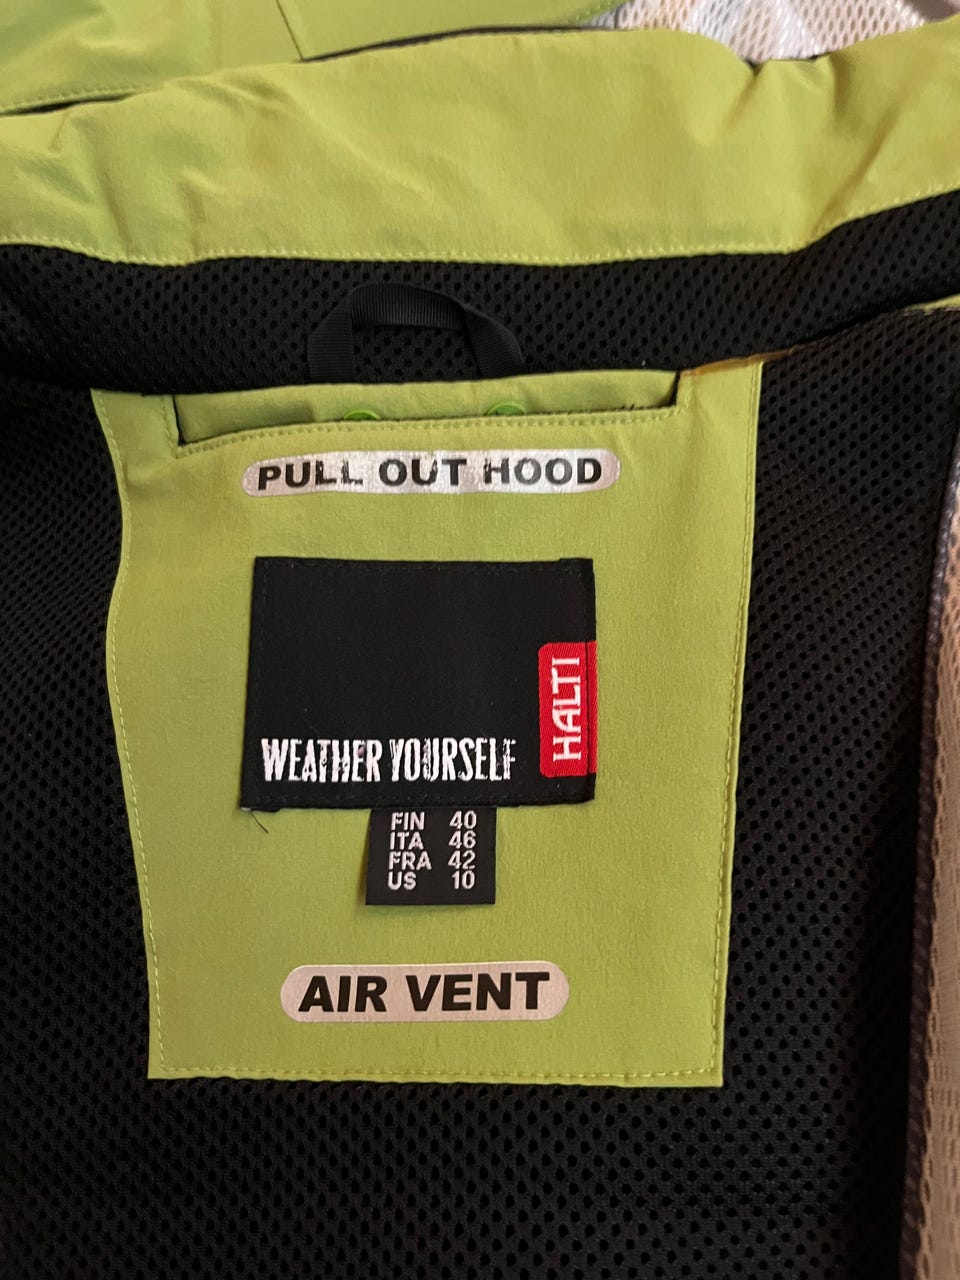 PULL OUT HOOD
HALTI
WEATHER YOURSELF
FIN 40
ITA 46
FRA 42
US 10
AIR VENT